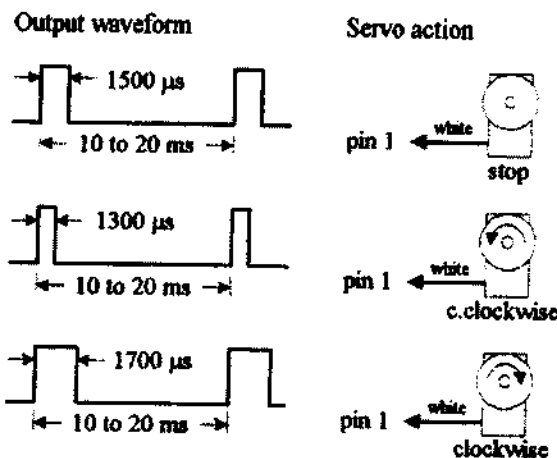 Output waveform
Servo action
1500 μs
10 to 20 ms
pin 1
white
stop
1300 μs
10 to 20 ms
pin 1
white
c.clockwise
1700 μs
10 to 20 ms
pin 1
white
clockwise